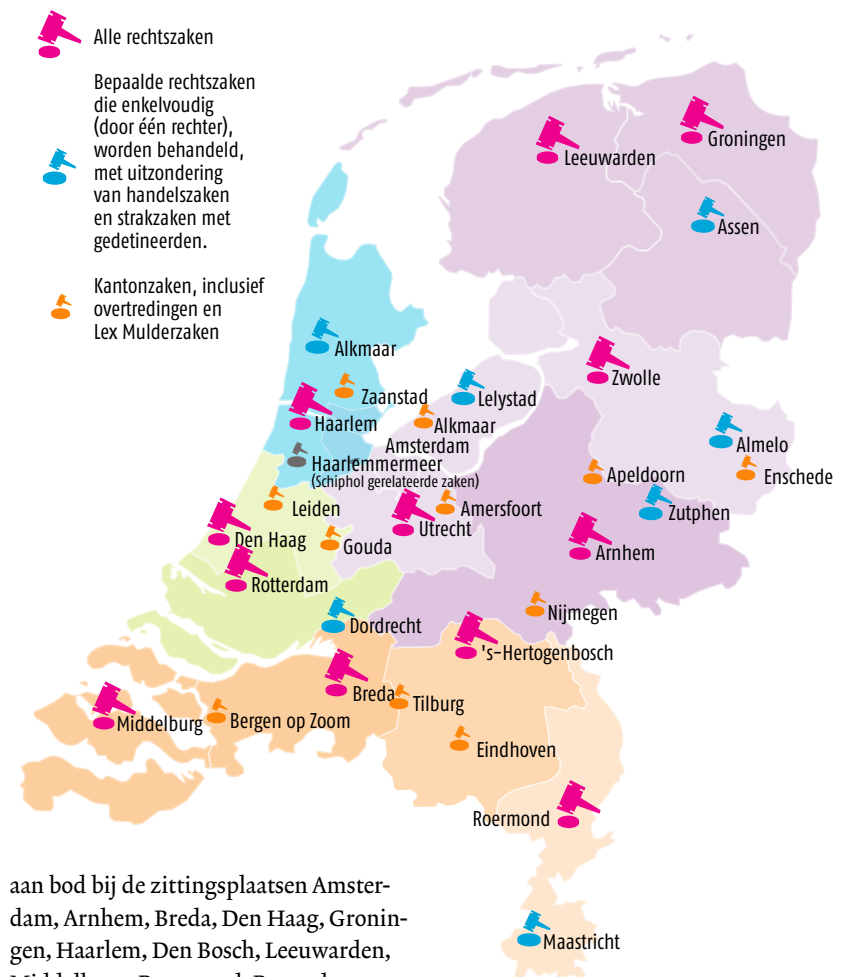 Alle rechtszaken
Bepaalde rechtszaken
die enkelvoudig
(door één rechter),
worden behandeld,
met uitzondering
van handelszaken
en strakzaken met
gedetineerden.
Kantonzaken, inclusief
overtredingen en
Lex Mulderzaken
Groningen
Leeuwarden
Assen
Alkmaar
Zwolle
Zaanstad
Lelystad
Haarlem
Alkmaar
Amsterdam
Almelo
Haarlemmermeer
(Schiphol gerelateerde zaken)
Apeldoorn
Enschede
Leiden
Amersfoort
Zutphen
Utrecht
Den Haag
Gouda
Arnhem
Rotterdam
Nijmegen
Dordrecht
's-Hertogenbosch
Breda
Tilburg
Middelburg
Bergen op Zoom
Eindhoven
Roermond
Maastricht
aan bod bij de zittingsplaatsen Amster-
dam, Arnhem, Breda, Den Haag, Gronin-
gen, Haarlem, Den Bosch, Leeuwarden,